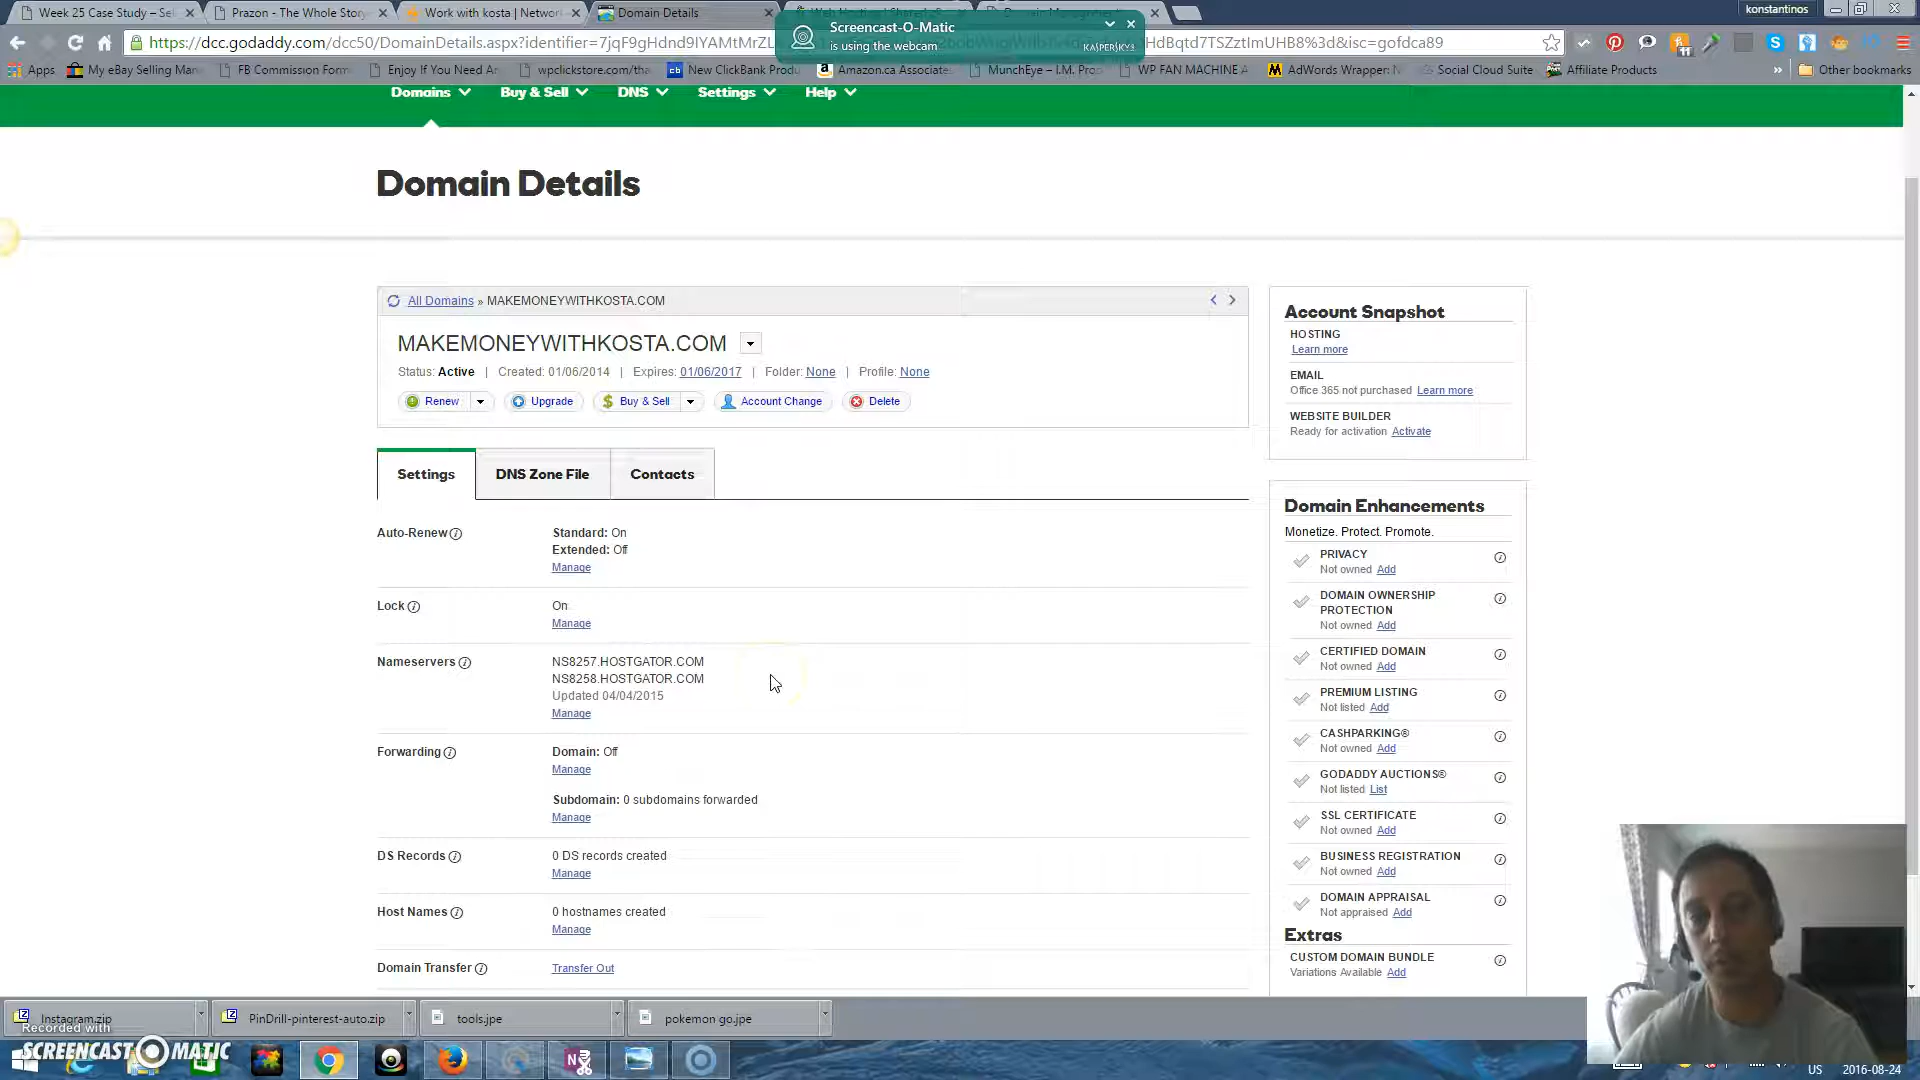 Week 25 Case Study – Sel
Prazon - The Whole Story
Work with kosta | Networ
Domain Details
Screencast-O-Matic
is using the webcam
KASPERSKY
konstantinos
https://dcc.godaddy.com/dcc50/DomainDetails.aspx?identifier=7jqF9gHdnd9IYAMtMrZL
HdBqtd7TSZztImUHB8%3d&isc=gofdca89
11
Apps
My eBay Selling Man
FB Commission Form
Enjoy If You Need An
wpclickstore.com/tha
New ClickBank Produ
Amazon.ca Associate
MunchEye – I.M. Pro
WP FAN MACHINE A
AdWords Wrapper: N
Social Cloud Suite
Affiliate Products
»
Other bookmarks
Domains
Buy & Sell
DNS
Settings
Help
Domain Details
All Domains » MAKEMONEYWITHKOSTA.COM
MAKEMONEYWITHKOSTA.COM
Status: Active | Created: 01/06/2014 | Expires: 01/06/2017 | Folder: None | Profile: None
Renew
Upgrade
Buy & Sell
Account Change
Delete
Settings
DNS Zone File
Contacts
Auto-Renew
Standard: On
Extended: Off
Manage
Lock
On
Manage
Nameservers
NS8257.HOSTGATOR.COM
NS8258.HOSTGATOR.COM
Updated 04/04/2015
Manage
Forwarding
Domain: Off
Manage
Subdomain: 0 subdomains forwarded
Manage
DS Records
0 DS records created
Manage
Host Names
0 hostnames created
Manage
Domain Transfer
Transfer Out
Account Snapshot
HOSTING
Learn more
EMAIL
Office 365 not purchased Learn more
WEBSITE BUILDER
Ready for activation Activate
Domain Enhancements
Monetize. Protect. Promote.
PRIVACY
Not owned Add
DOMAIN OWNERSHIP
PROTECTION
Not owned Add
CERTIFIED DOMAIN
Not owned Add
PREMIUM LISTING
Not listed Add
CASHPARKING®
Not owned Add
GODADDY AUCTIONS®
Not listed List
SSL CERTIFICATE
Not owned Add
BUSINESS REGISTRATION
Not owned Add
DOMAIN APPRAISAL
Not appraised Add
Extras
CUSTOM DOMAIN BUNDLE
Variations Available Add
Instagram.zip
PinDrill-pinterest-auto.zip
tools.jpe
pokemon go.jpe
Recorded with
SCREENCAST-O-MATIC
US
2016-08-24